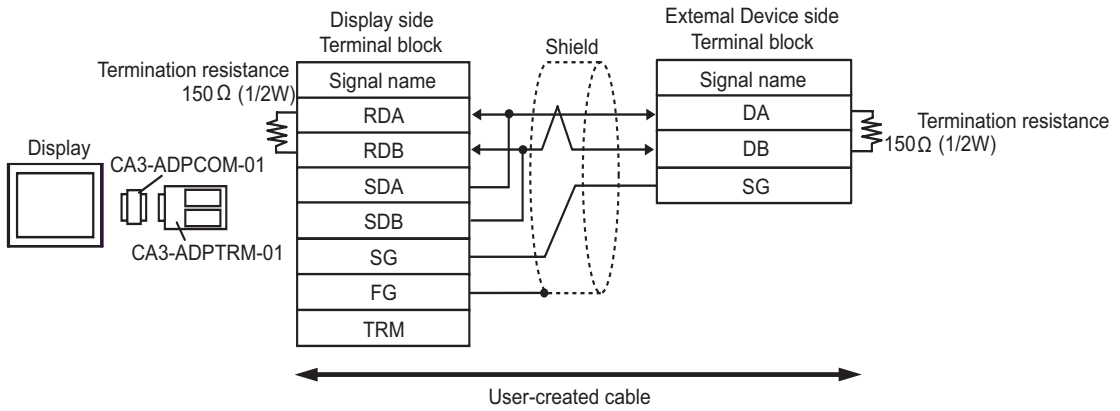 Display side
Terminal block
External Device side
Terminal block
Shield
Termination resistance
150Ω (1/2W)
Signal name
RDA
RDB
SDA
SDB
SG
FG
TRM
Signal name
DA
DB
SG
Termination resistance
150Ω (1/2W)
Display
CA3-ADPCOM-01
CA3-ADPTRM-01
User-created cable